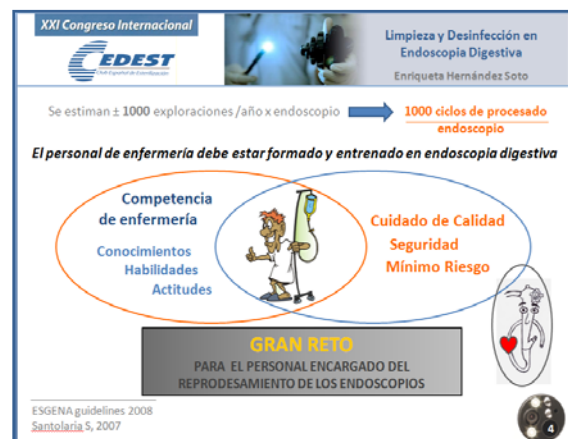 XXI Congreso Internacional
CEDEST
Club Español de Esterilización
Limpieza y Desinfección en
Endoscopia Digestiva
Enriqueta Hernández Soto
Se estiman ± 1000 exploraciones /año x endoscopio
1000 ciclos de procesado
endoscopio
El personal de enfermería debe estar formado y entrenado en endoscopia digestiva
Competencia
de enfermería
Conocimientos
Habilidades
Actitudes
Cuidado de Calidad
Seguridad
Mínimo Riesgo
GRAN RETO
PARA EL PERSONAL ENCARGADO DEL
REPRODESAMIENTO DE LOS ENDOSCOPIOS
ESGENA guidelines 2008
Santolaria S, 2007
4